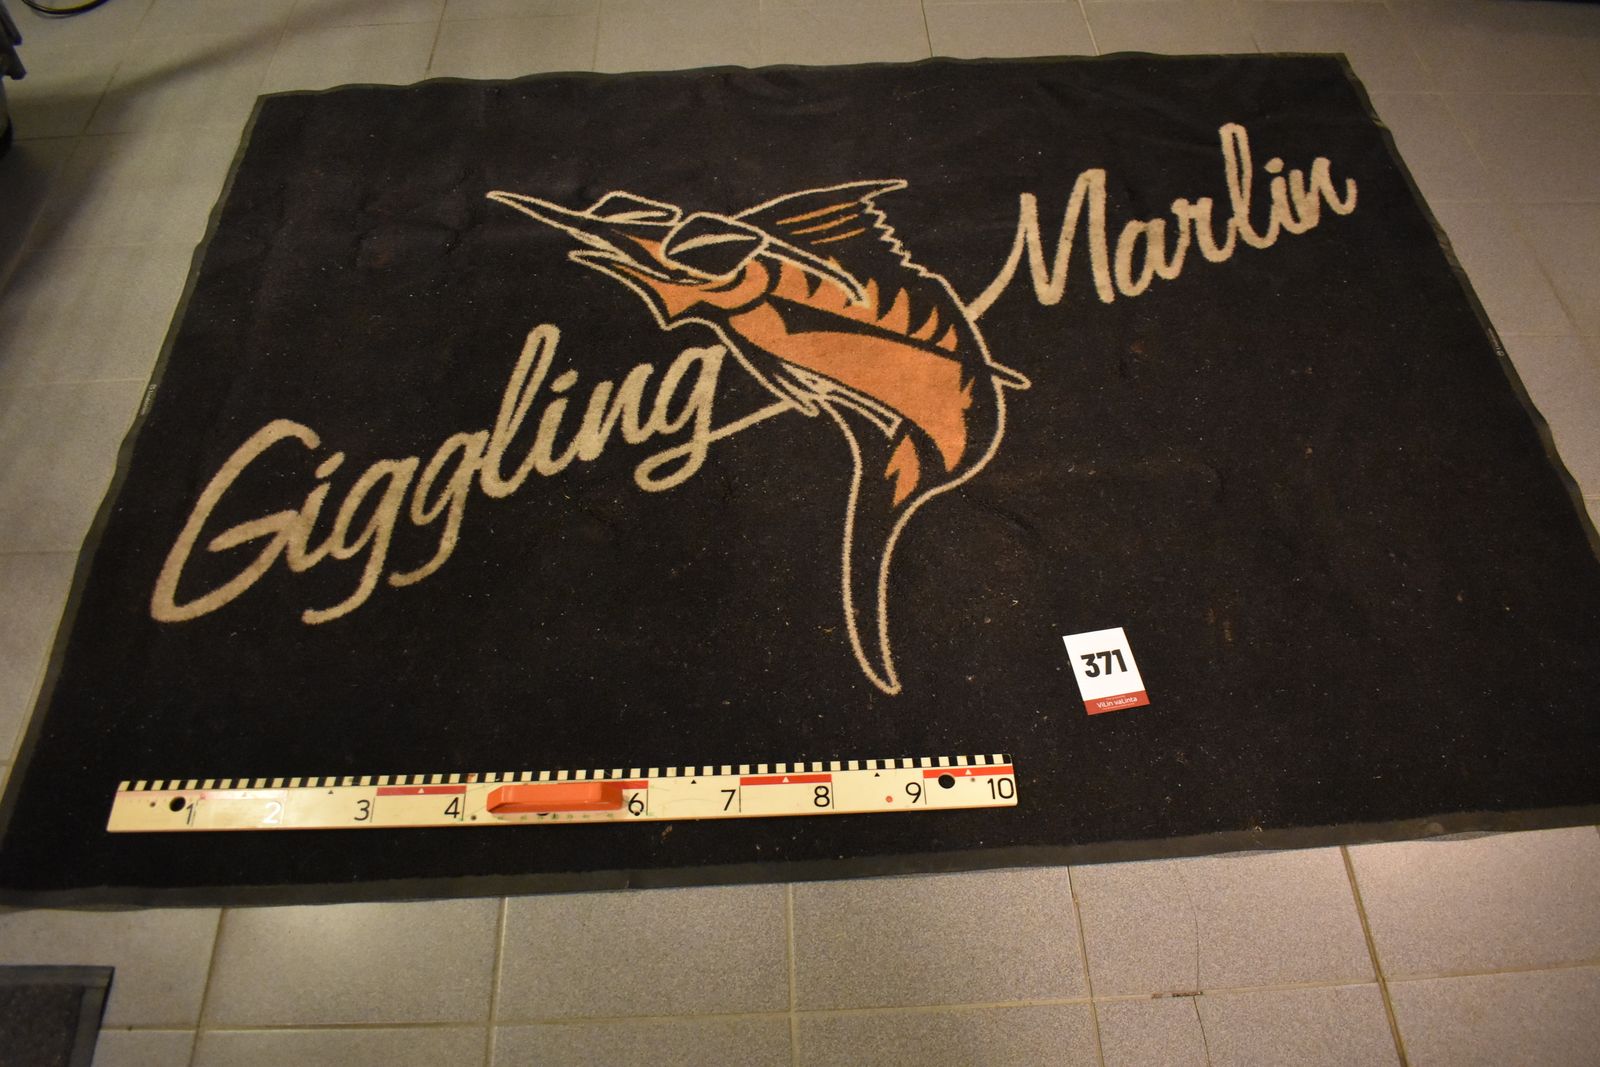 Giggling Marlin
371
ViLin vaLinta
1 2 3 4 6 7 8 9 10